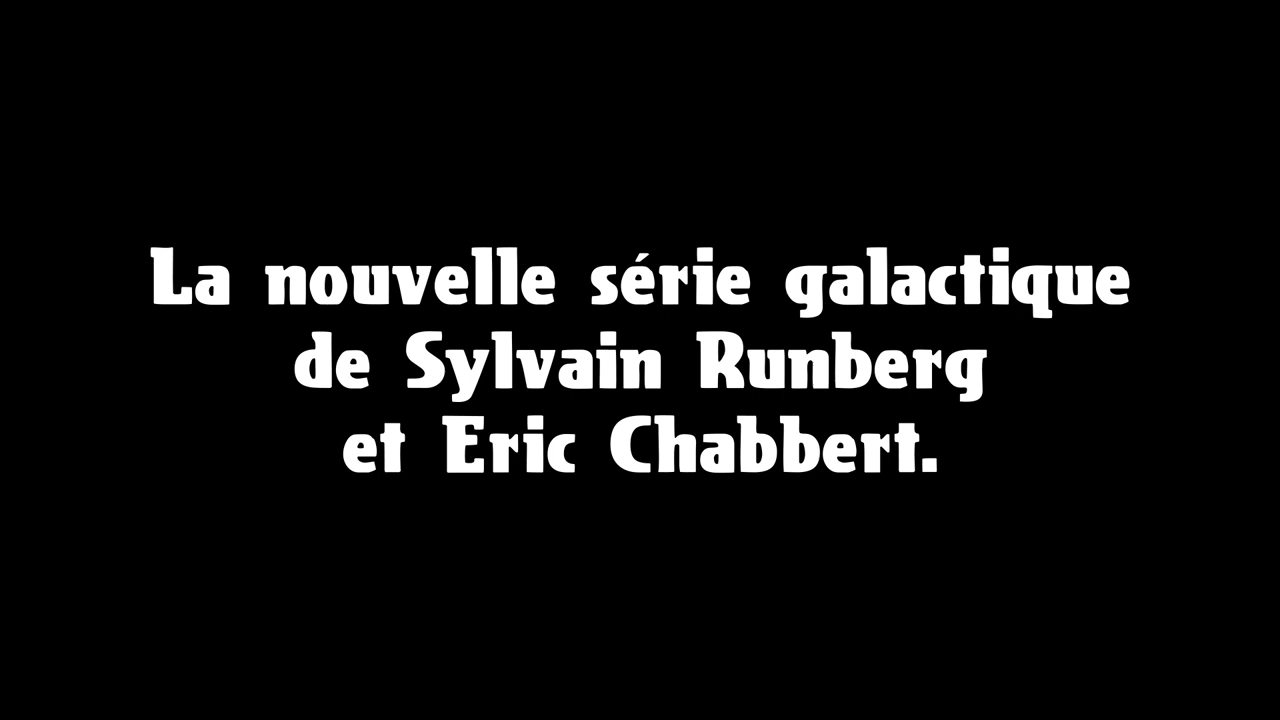 La nouvelle série galactique
de Sylvain Runberg
et Eric Chabbert.